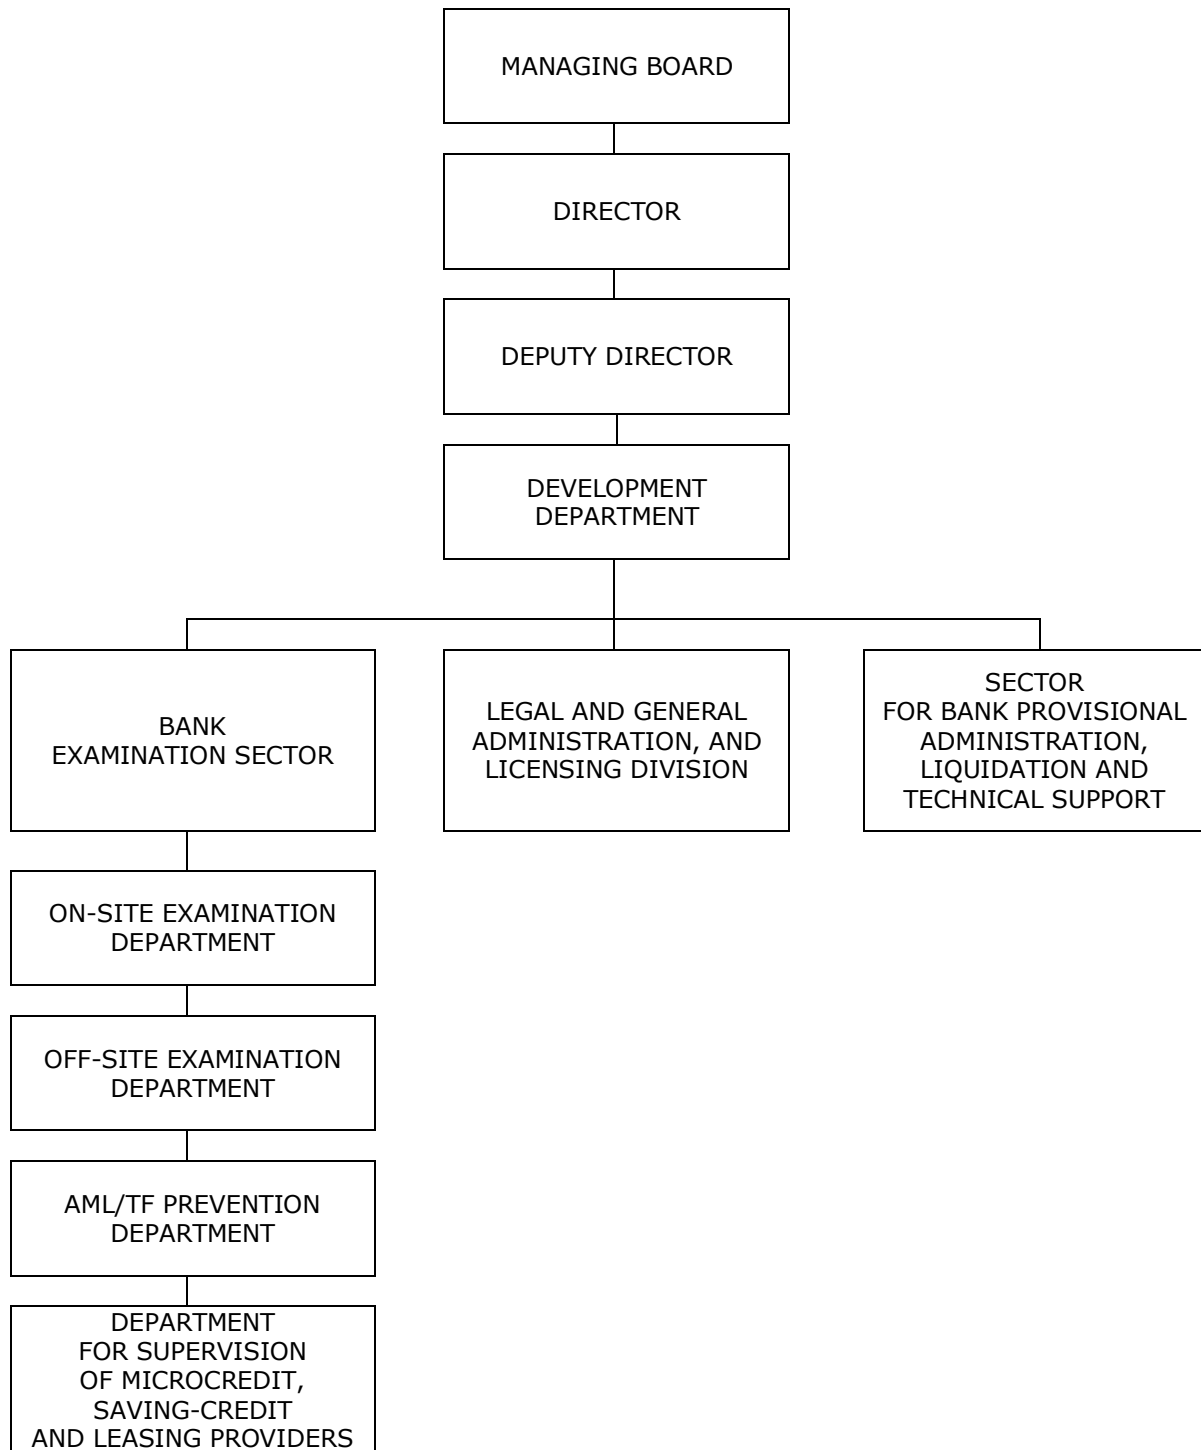 MANAGING BOARD
DIRECTOR
DEPUTY DIRECTOR
DEVELOPMENT
DEPARTMENT
BANK
EXAMINATION SECTOR
LEGAL AND GENERAL
ADMINISTRATION, AND
LICENSING DIVISION
SECTOR
FOR BANK PROVISIONAL
ADMINISTRATION,
LIQUIDATION AND
TECHNICAL SUPPORT
ON-SITE EXAMINATION
DEPARTMENT
OFF-SITE EXAMINATION
DEPARTMENT
AML/TF PREVENTION
DEPARTMENT
DEPARTMENT
FOR SUPERVISION
OF MICROCREDIT,
SAVING-CREDIT
AND LEASING PROVIDERS